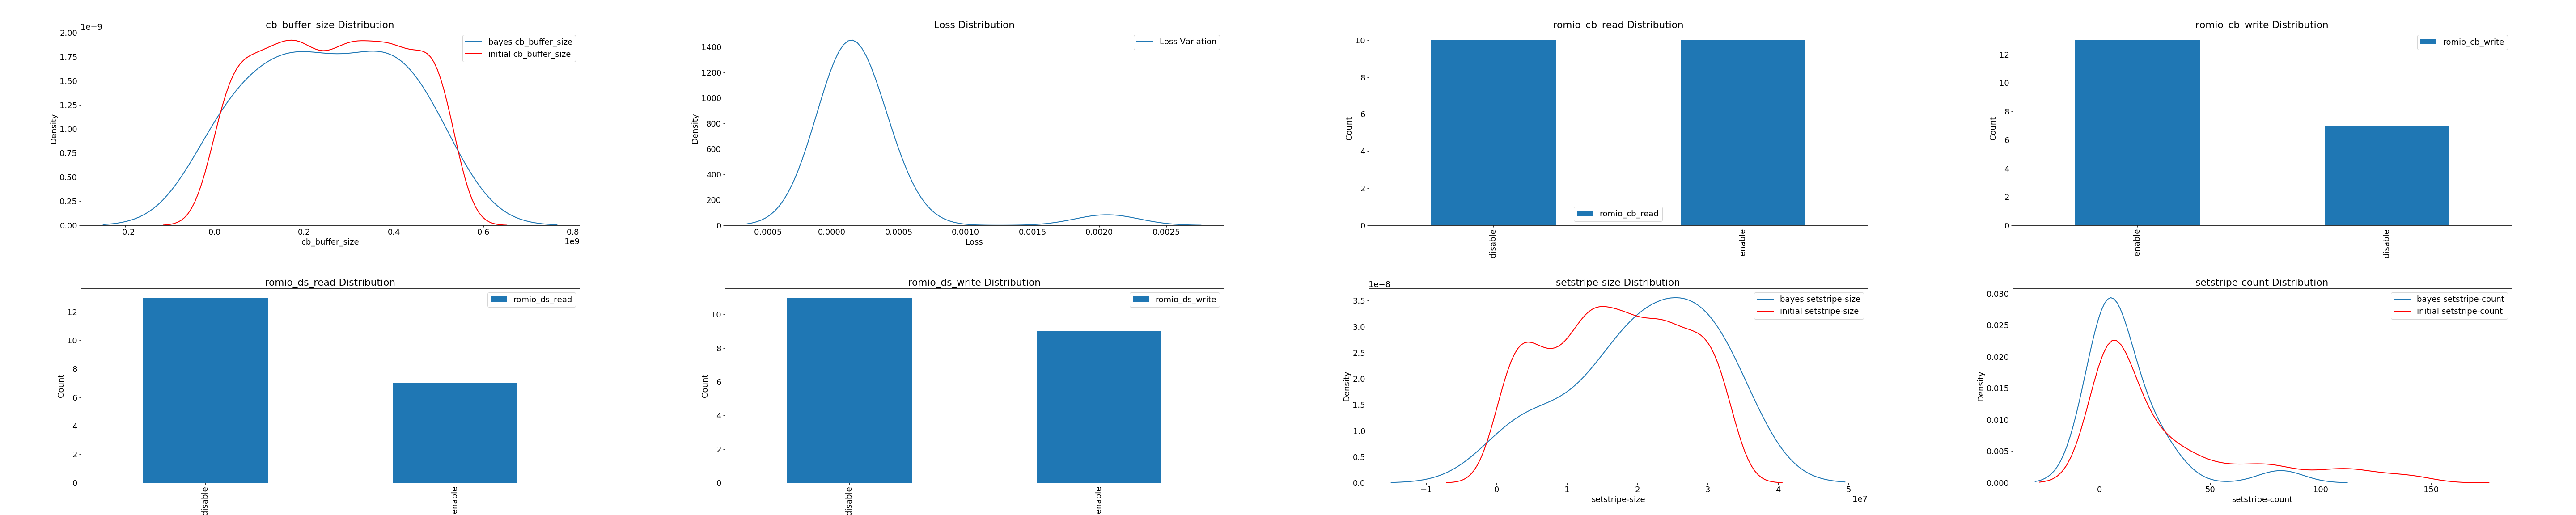 cb_buffer_size Distribution
1e−9
2.00
1.75
1.50
1.25
1.00
0.75
0.50
0.25
0.00
Density
bayes cb_buffer_size
initial cb_buffer_size
−0.2
0.0
0.2
0.4
0.6
0.8
1e9
cb_buffer_size
Loss Distribution
1400
1200
1000
800
600
400
200
0
Density
Loss Variation
−0.0005
0.0000
0.0005
0.0010
0.0015
0.0020
0.0025
Loss
romio_cb_read Distribution
10
8
6
4
2
0
Count
romio_cb_read
disable
enable
romio_cb_write Distribution
12
10
8
6
4
2
0
Count
romio_cb_write
enable
disable
romio_ds_read Distribution
12
10
8
6
4
2
0
Count
romio_ds_read
disable
enable
romio_ds_write Distribution
10
8
6
4
2
0
Count
romio_ds_write
disable
enable
setstripe-size Distribution
1e−8
3.5
3.0
2.5
2.0
1.5
1.0
0.5
0.0
Density
bayes setstripe-size
initial setstripe-size
−1
0
1
2
3
4
5
1e7
setstripe-size
setstripe-count Distribution
0.030
0.025
0.020
0.015
0.010
0.005
0.000
Density
bayes setstripe-count
initial setstripe-count
0
50
100
150
setstripe-count